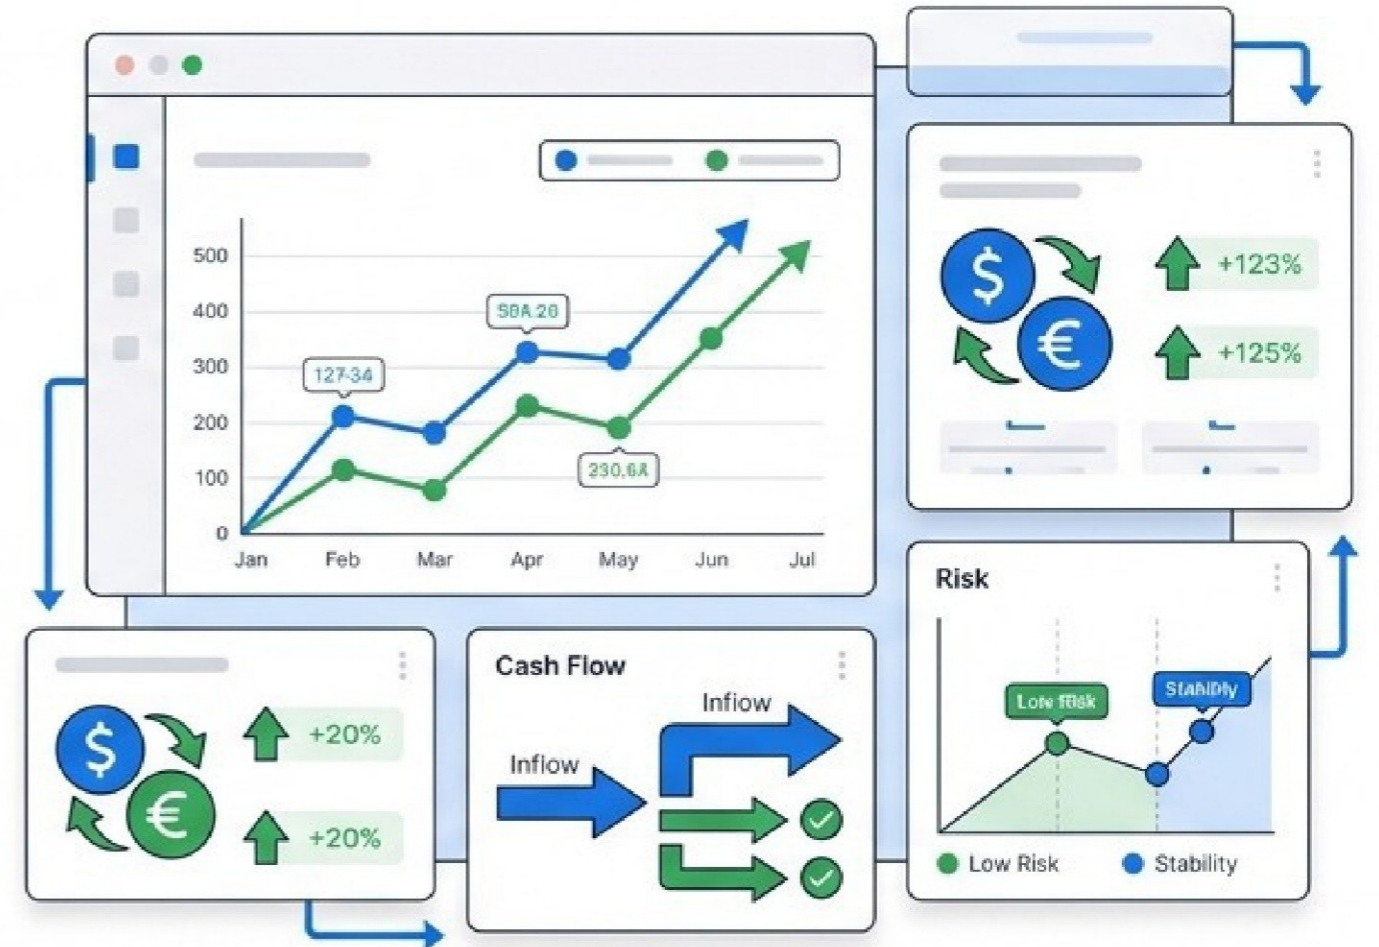 500
400
300
200
100
0
Jan
Feb
Mar
Apr
May
Jun
Jul
127-34
230.6A
$
€
+123%
+125%
$
€
+20%
+20%
Cash Flow
Inflow
Inflow
Risk
Low
Low Risk
Stability